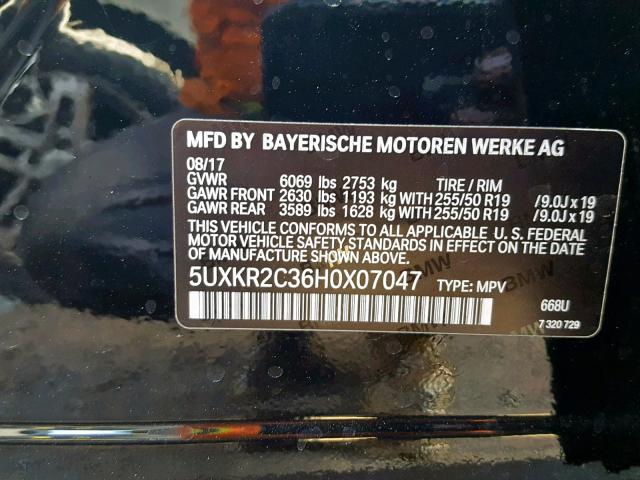 MFD BY BAYERISCHE MOTOREN WERKE AG
08/17
GVWR 6069 lbs 2753 kg TIRE / RIM
GAWR FRONT 2630 lbs 1193 kg WITH 255/50 R19 /9.0J x 19
GAWR REAR 3589 lbs 1628 kg WITH 255/50 R19 /9.0J x 19
THIS VEHICLE CONFORMS TO ALL APPLICABLE U. S. FEDERAL
MOTOR VEHICLE SAFETY STANDARDS IN EFFECT ON THE DATE
OF MANUFACTURE SHOWN ABOVE.
5UXKR2C36H0X07047 TYPE: MPV
668U
7 320 729